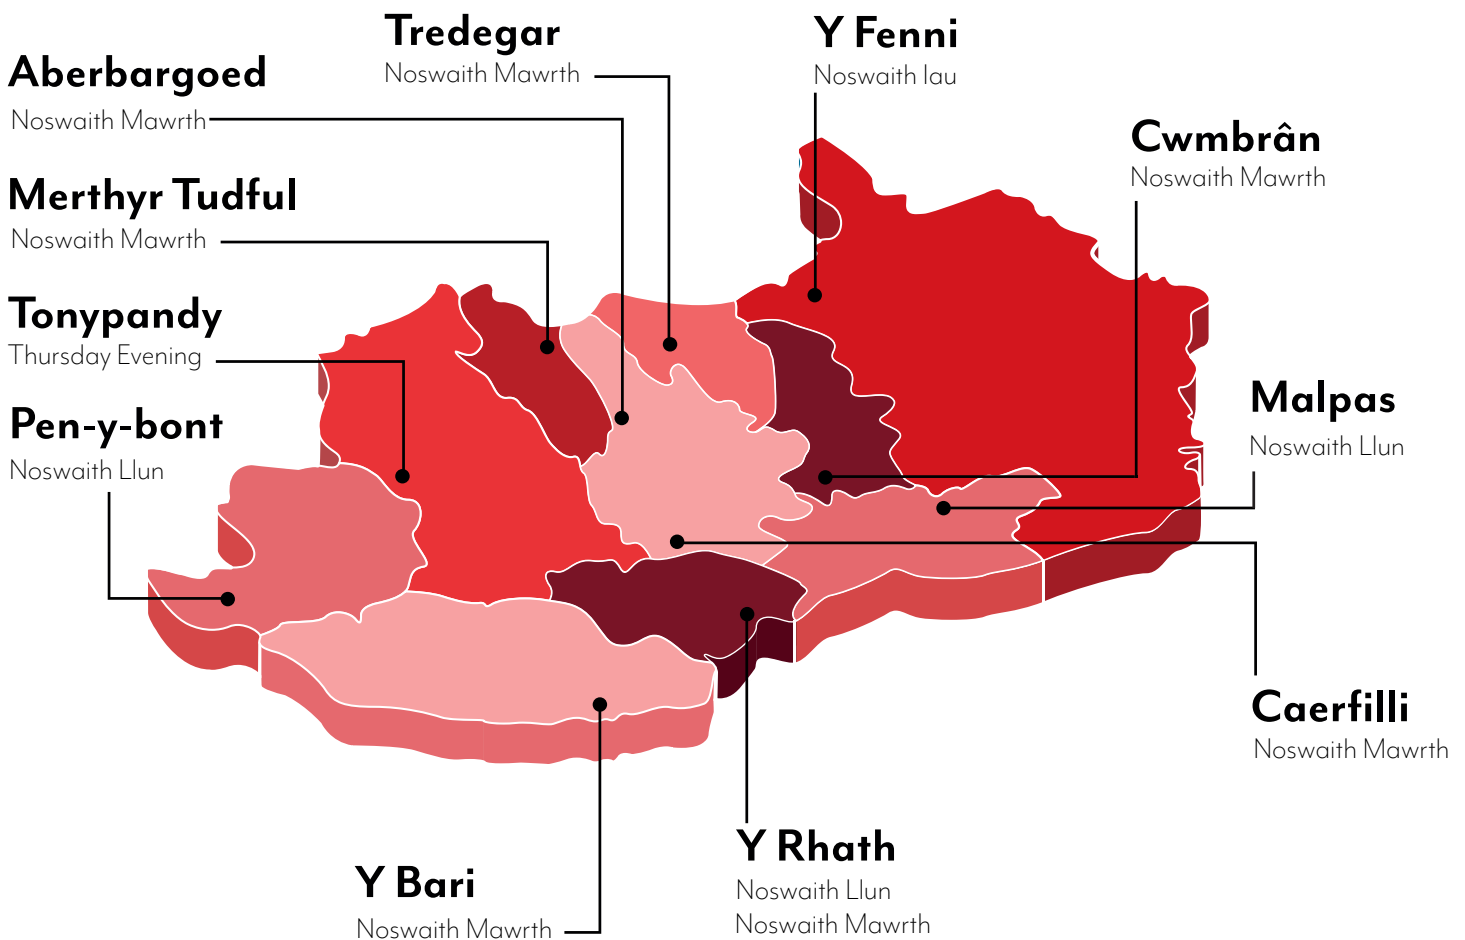 Tredegar
Noswaith Mawrth
Y Fenni
Noswaith Iau
Aberbargoed
Noswaith Mawrth
Cwmbrân
Noswaith Mawrth
Merthyr Tudful
Noswaith Mawrth
Tonypandy
Thursday Evening
Pen-y-bont
Noswaith Llun
Malpas
Noswaith Llun
Caerfilli
Noswaith Mawrth
Y Rhath
Noswaith Llun
Noswaith Mawrth
Y Bari
Noswaith Mawrth